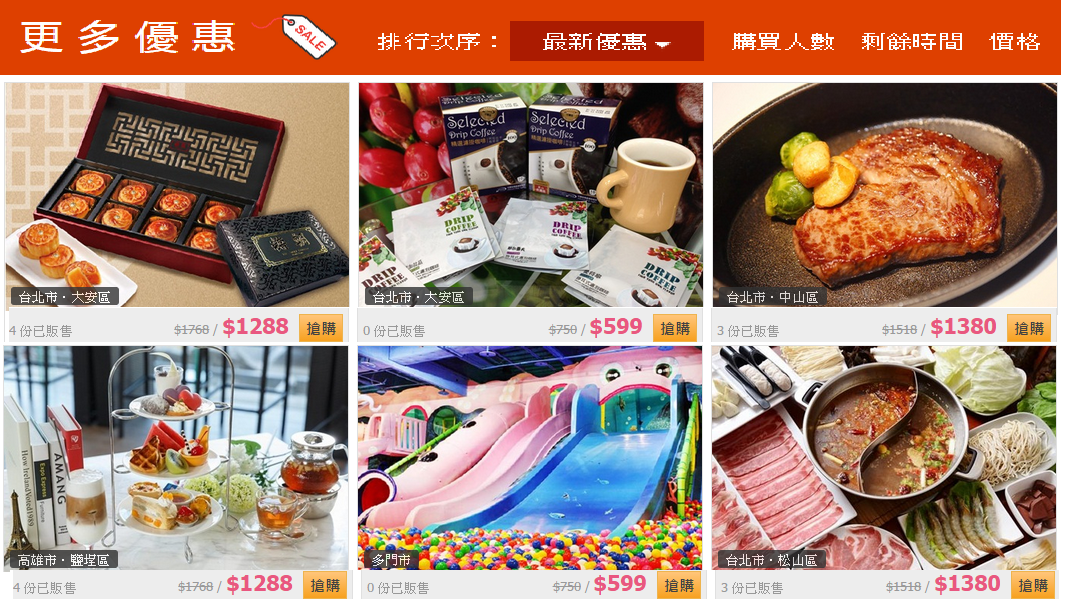 更多優惠
SALE
排行次序：
最新優惠
購買人數
剩餘時間
價格
台北市・大安區
4 份已販售
$1768 / $1288
搶購
Selected
Drip Coffee
Selected
Drip Coffee
DRIP
COFFEE
DRIP
COFFEE
DRIP
COFFEE
DRIP
台北市・大安區
0 份已販售
$750 / $599
搶購
台北市・中山區
3 份已販售
$1518 / $1380
搶購
How Ireland Voted 1989
AMANG
高雄市・鹽埕區
4 份已販售
$1768 / $1288
搶購
多門市
0 份已販售
$750 / $599
搶購
台北市・松山區
3 份已販售
$1518 / $1380
搶購